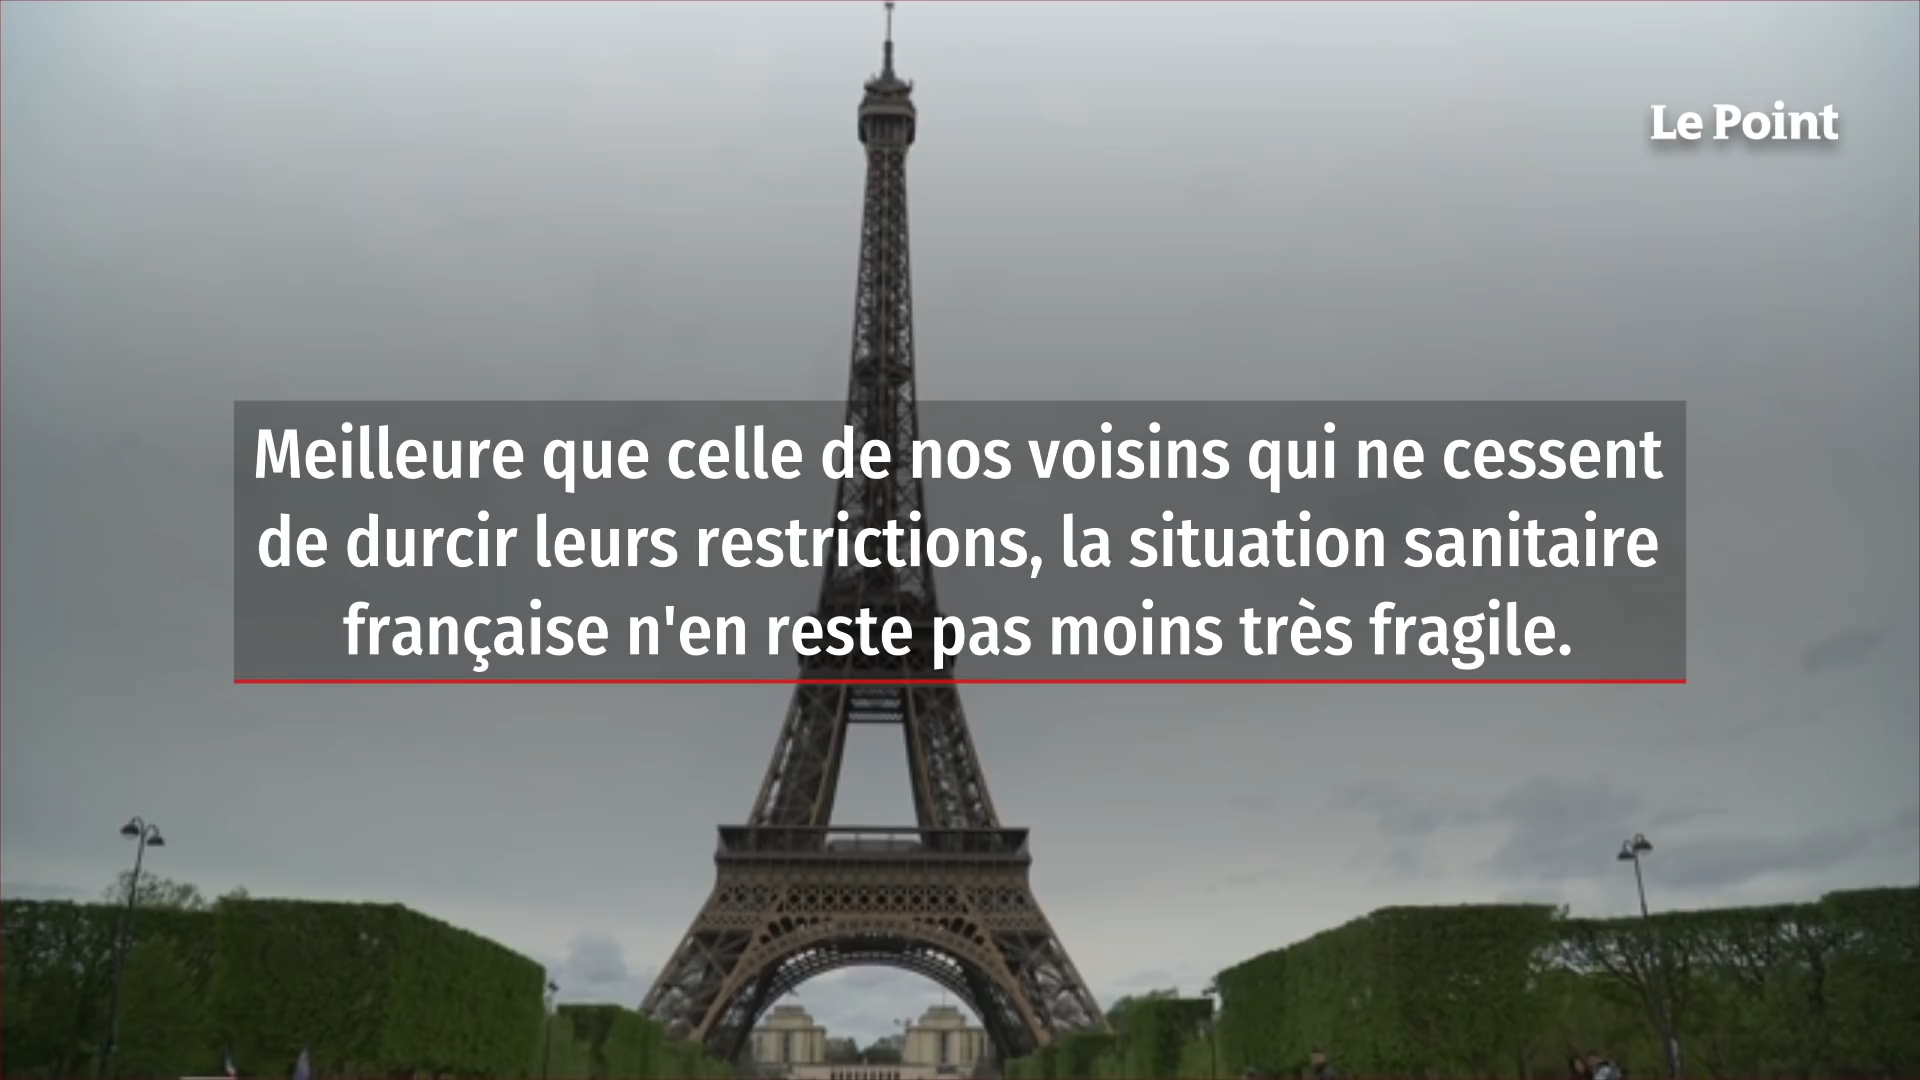 Le Point
Meilleure que celle de nos voisins qui ne cessent
de durcir leurs restrictions, la situation sanitaire
française n'en reste pas moins très fragile.